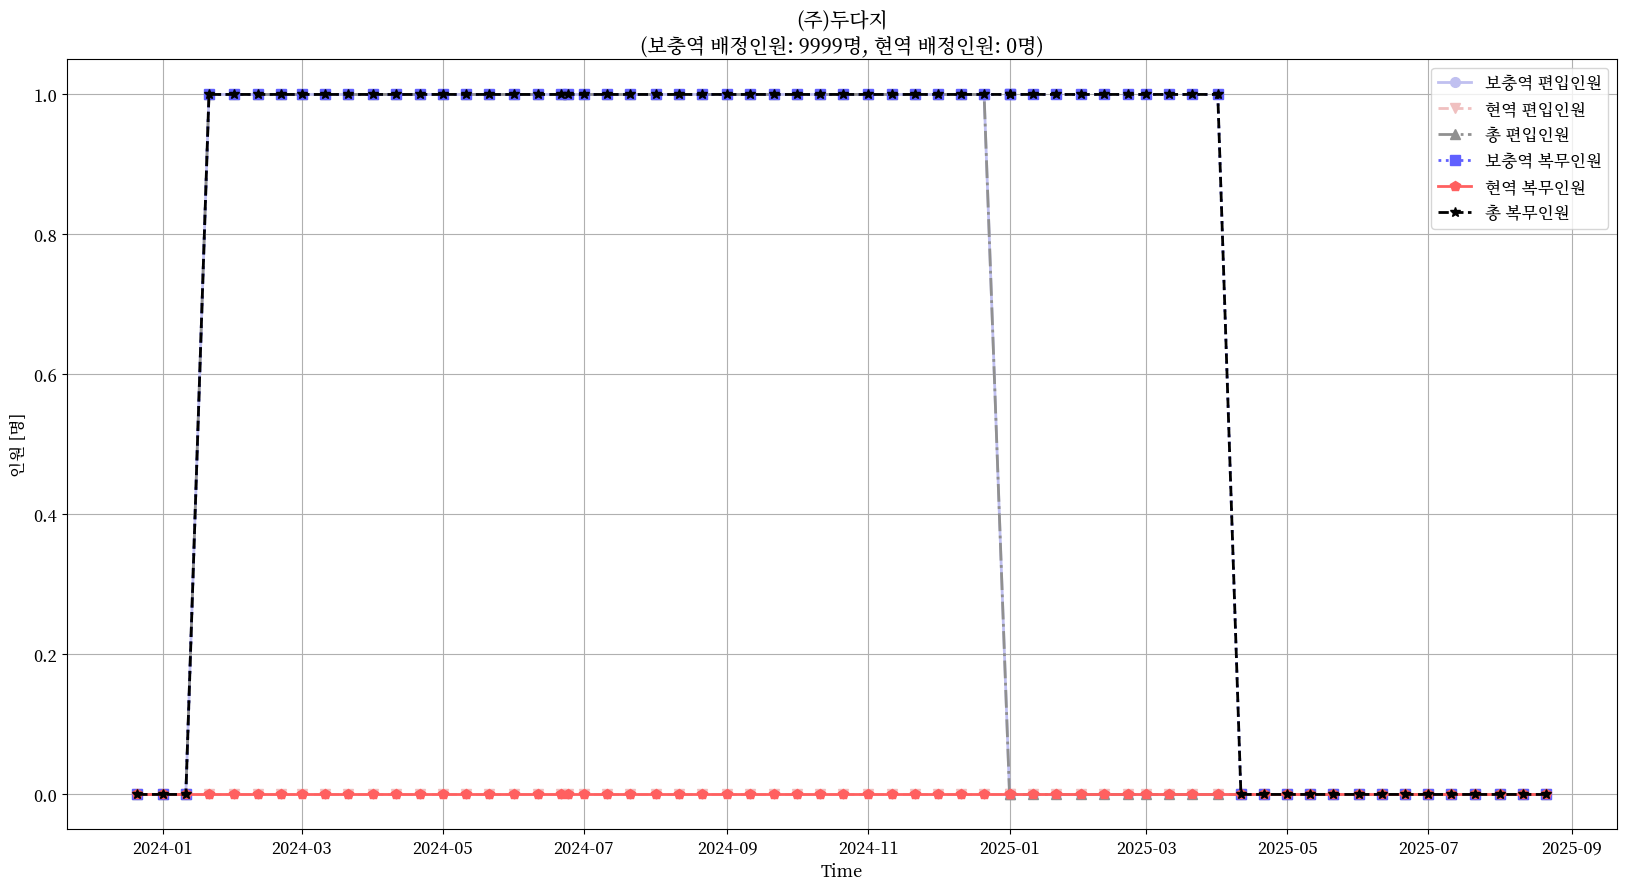 (주)두다지
(보충역 배정인원: 9999명, 현역 배정인원: 0명)
보충역 편입인원
현역 편입인원
총 편입인원
보충역 복무인원
현역 복무인원
총 복무인원
인원 [명]
1.0
0.8
0.6
0.4
0.2
0.0
2024-01
2024-03
2024-05
2024-07
2024-09
2024-11
2025-01
2025-03
2025-05
2025-07
2025-09
Time